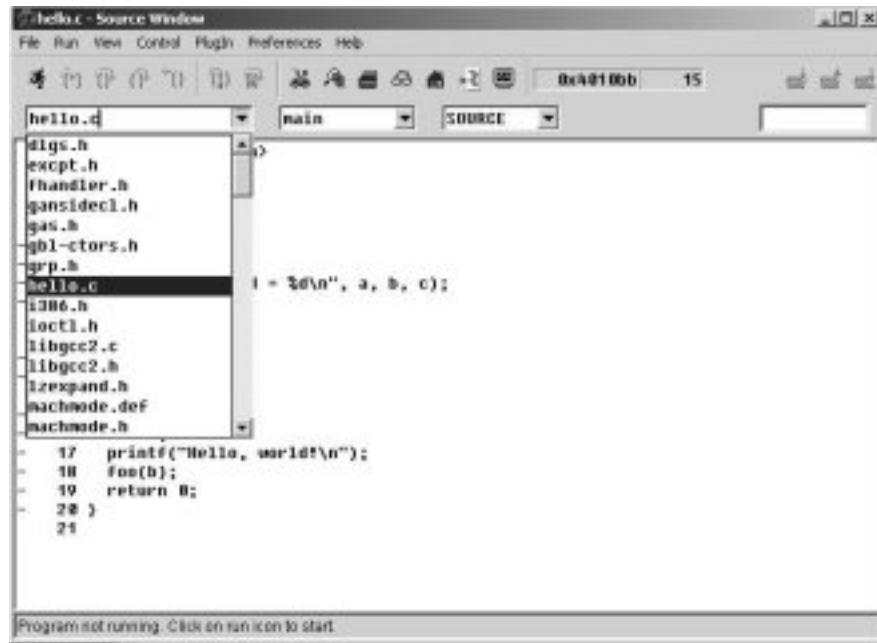 hello.c - Source Window
File Run View Control PlugIn Preferences Help
0x4010bb 15
hello.c main SOURCE
dlgs.h
excpt.h
fhandler.h
gansidecl.h
gas.h
gbl-ctors.h
grp.h
hello.c
= %d\n", a, b, c);
i386.h
ioctl.h
libgcc2.c
libgcc2.h
lzexpand.h
machmode.def
machmode.h
17 printf("Hello, world!\n");
18 foo(b);
19 return 0;
20 }
21
Program not running. Click on run icon to start.